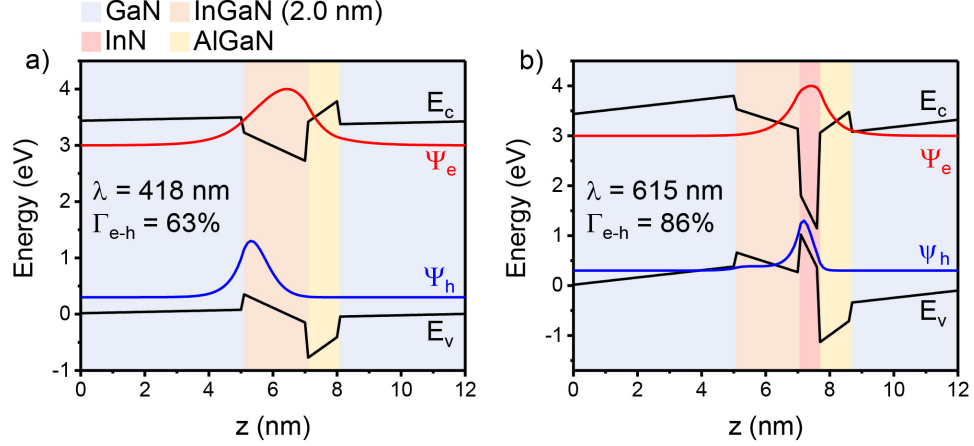 GaN InGaN (2.0 nm)
InN AlGaN
a)
Energy (eV)
4
3
2
1
0
-1
E_c
Ψ_e
λ = 418 nm
Γ_e-h = 63%
Ψ_h
E_v
0 2 4 6 8 10 12
z (nm)
b)
Energy (eV)
4
3
2
1
0
-1
E_c
Ψ_e
λ = 615 nm
Γ_e-h = 86%
Ψ_h
E_v
0 2 4 6 8 10 12
z (nm)